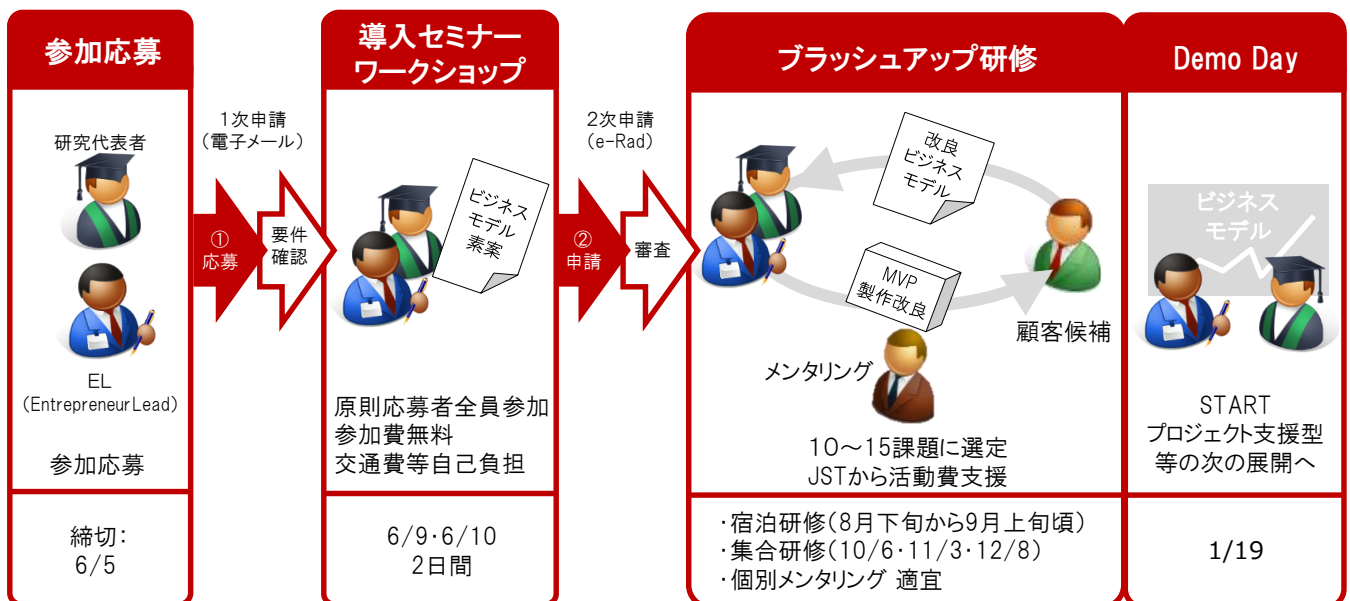 参加応募
研究代表者
EL
(EntrepreneurLead)
参加応募
締切:
6/5
1次申請
(電子メール)
①
応募
要件
確認
導入セミナー
ワークショップ
ビジネス
モデル
素案
原則応募者全員参加
参加費無料
交通費等自己負担
6/9・6/10
2日間
2次申請
(e-Rad)
②
申請
審査
ブラッシュアップ研修
改良
ビジネス
モデル
MVP
製作改良
顧客候補
メンタリング
10~15課題に選定
JSTから活動費支援
・宿泊研修(8月下旬から9月上旬頃)
・集合研修(10/6・11/3・12/8)
・個別メンタリング 適宜
Demo Day
ビジネス
モデル
START
プロジェクト支援型
等の次の展開へ
1/19